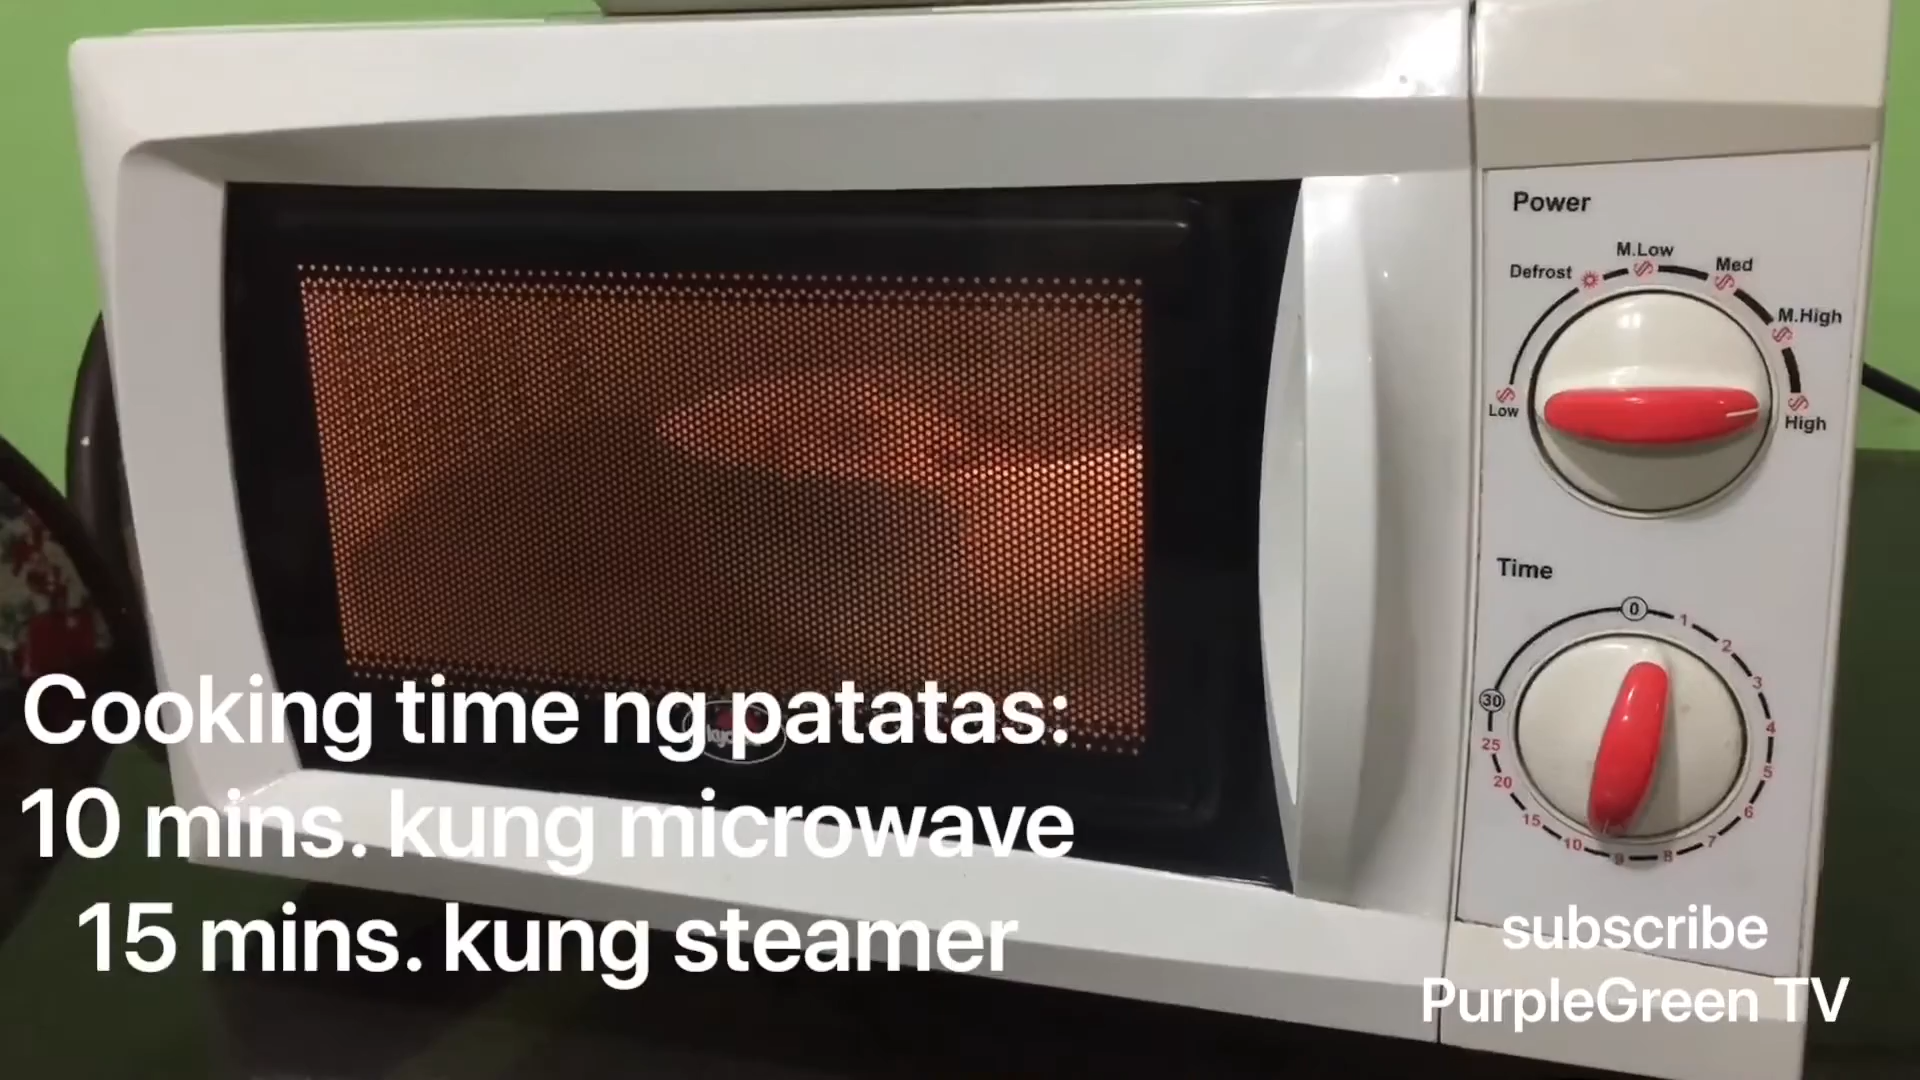 Power
M.Low
Defrost
Med
M.High
Low
High
Time
0
1
2
3
4
5
6
7
8
9
10
15
20
25
30
Cooking time ng patatas:
10 mins. kung microwave
15 mins. kung steamer
subscribe
PurpleGreen TV